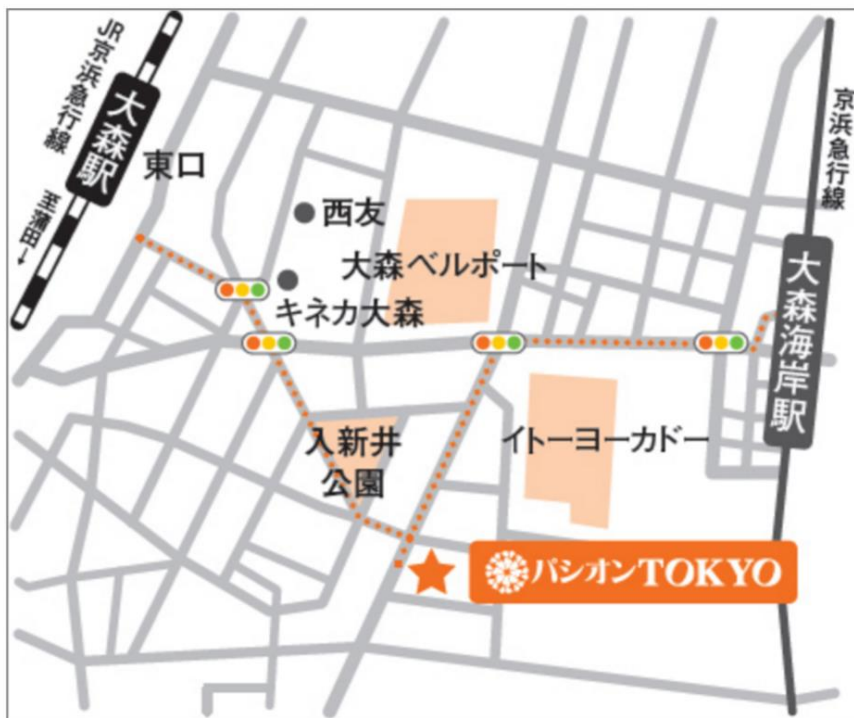 JR京浜急行線
大森駅
至蒲田↓
東口
西友
大森ベルポート
キネカ大森
入新井
公園
イトーヨーカドー
京浜急行線
大森海岸駅
パシオンTOKYO